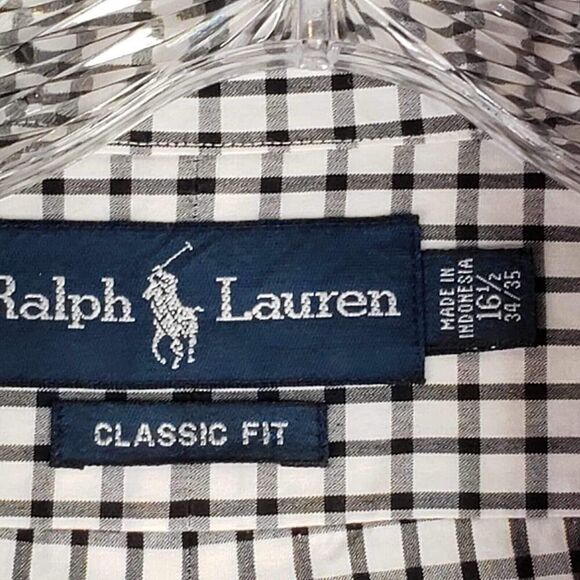 Ralph Lauren
MADE IN
INDONESIA
16½
34/35
CLASSIC FIT